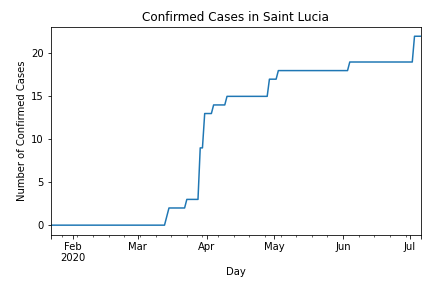 Confirmed Cases in Saint Lucia
Number of Confirmed Cases
20
15
10
5
0
Feb
2020
Mar
Apr
May
Jun
Jul
Day